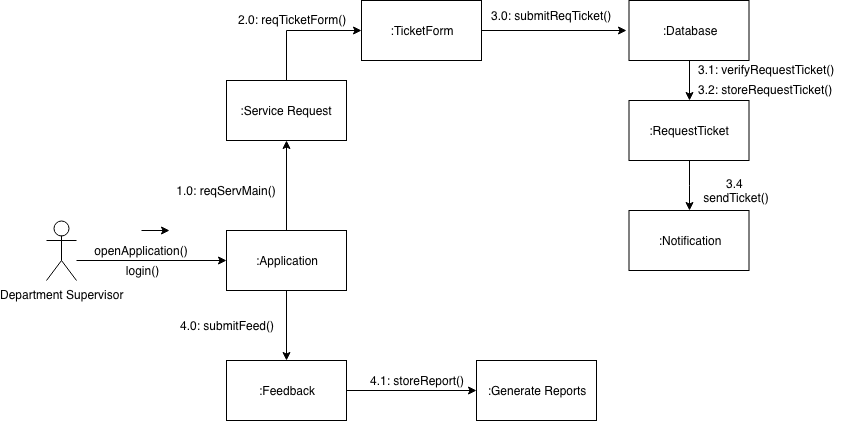 2.0: reqTicketForm()
:TicketForm
3.0: submitReqTicket()
:Database
3.1: verifyRequestTicket()
3.2: storeRequestTicket()
:Service Request
:RequestTicket
1.0: reqServMain()
3.4
sendTicket()
:Notification
openApplication()
login()
Department Supervisor
:Application
4.0: submitFeed()
:Feedback
4.1: storeReport()
:Generate Reports